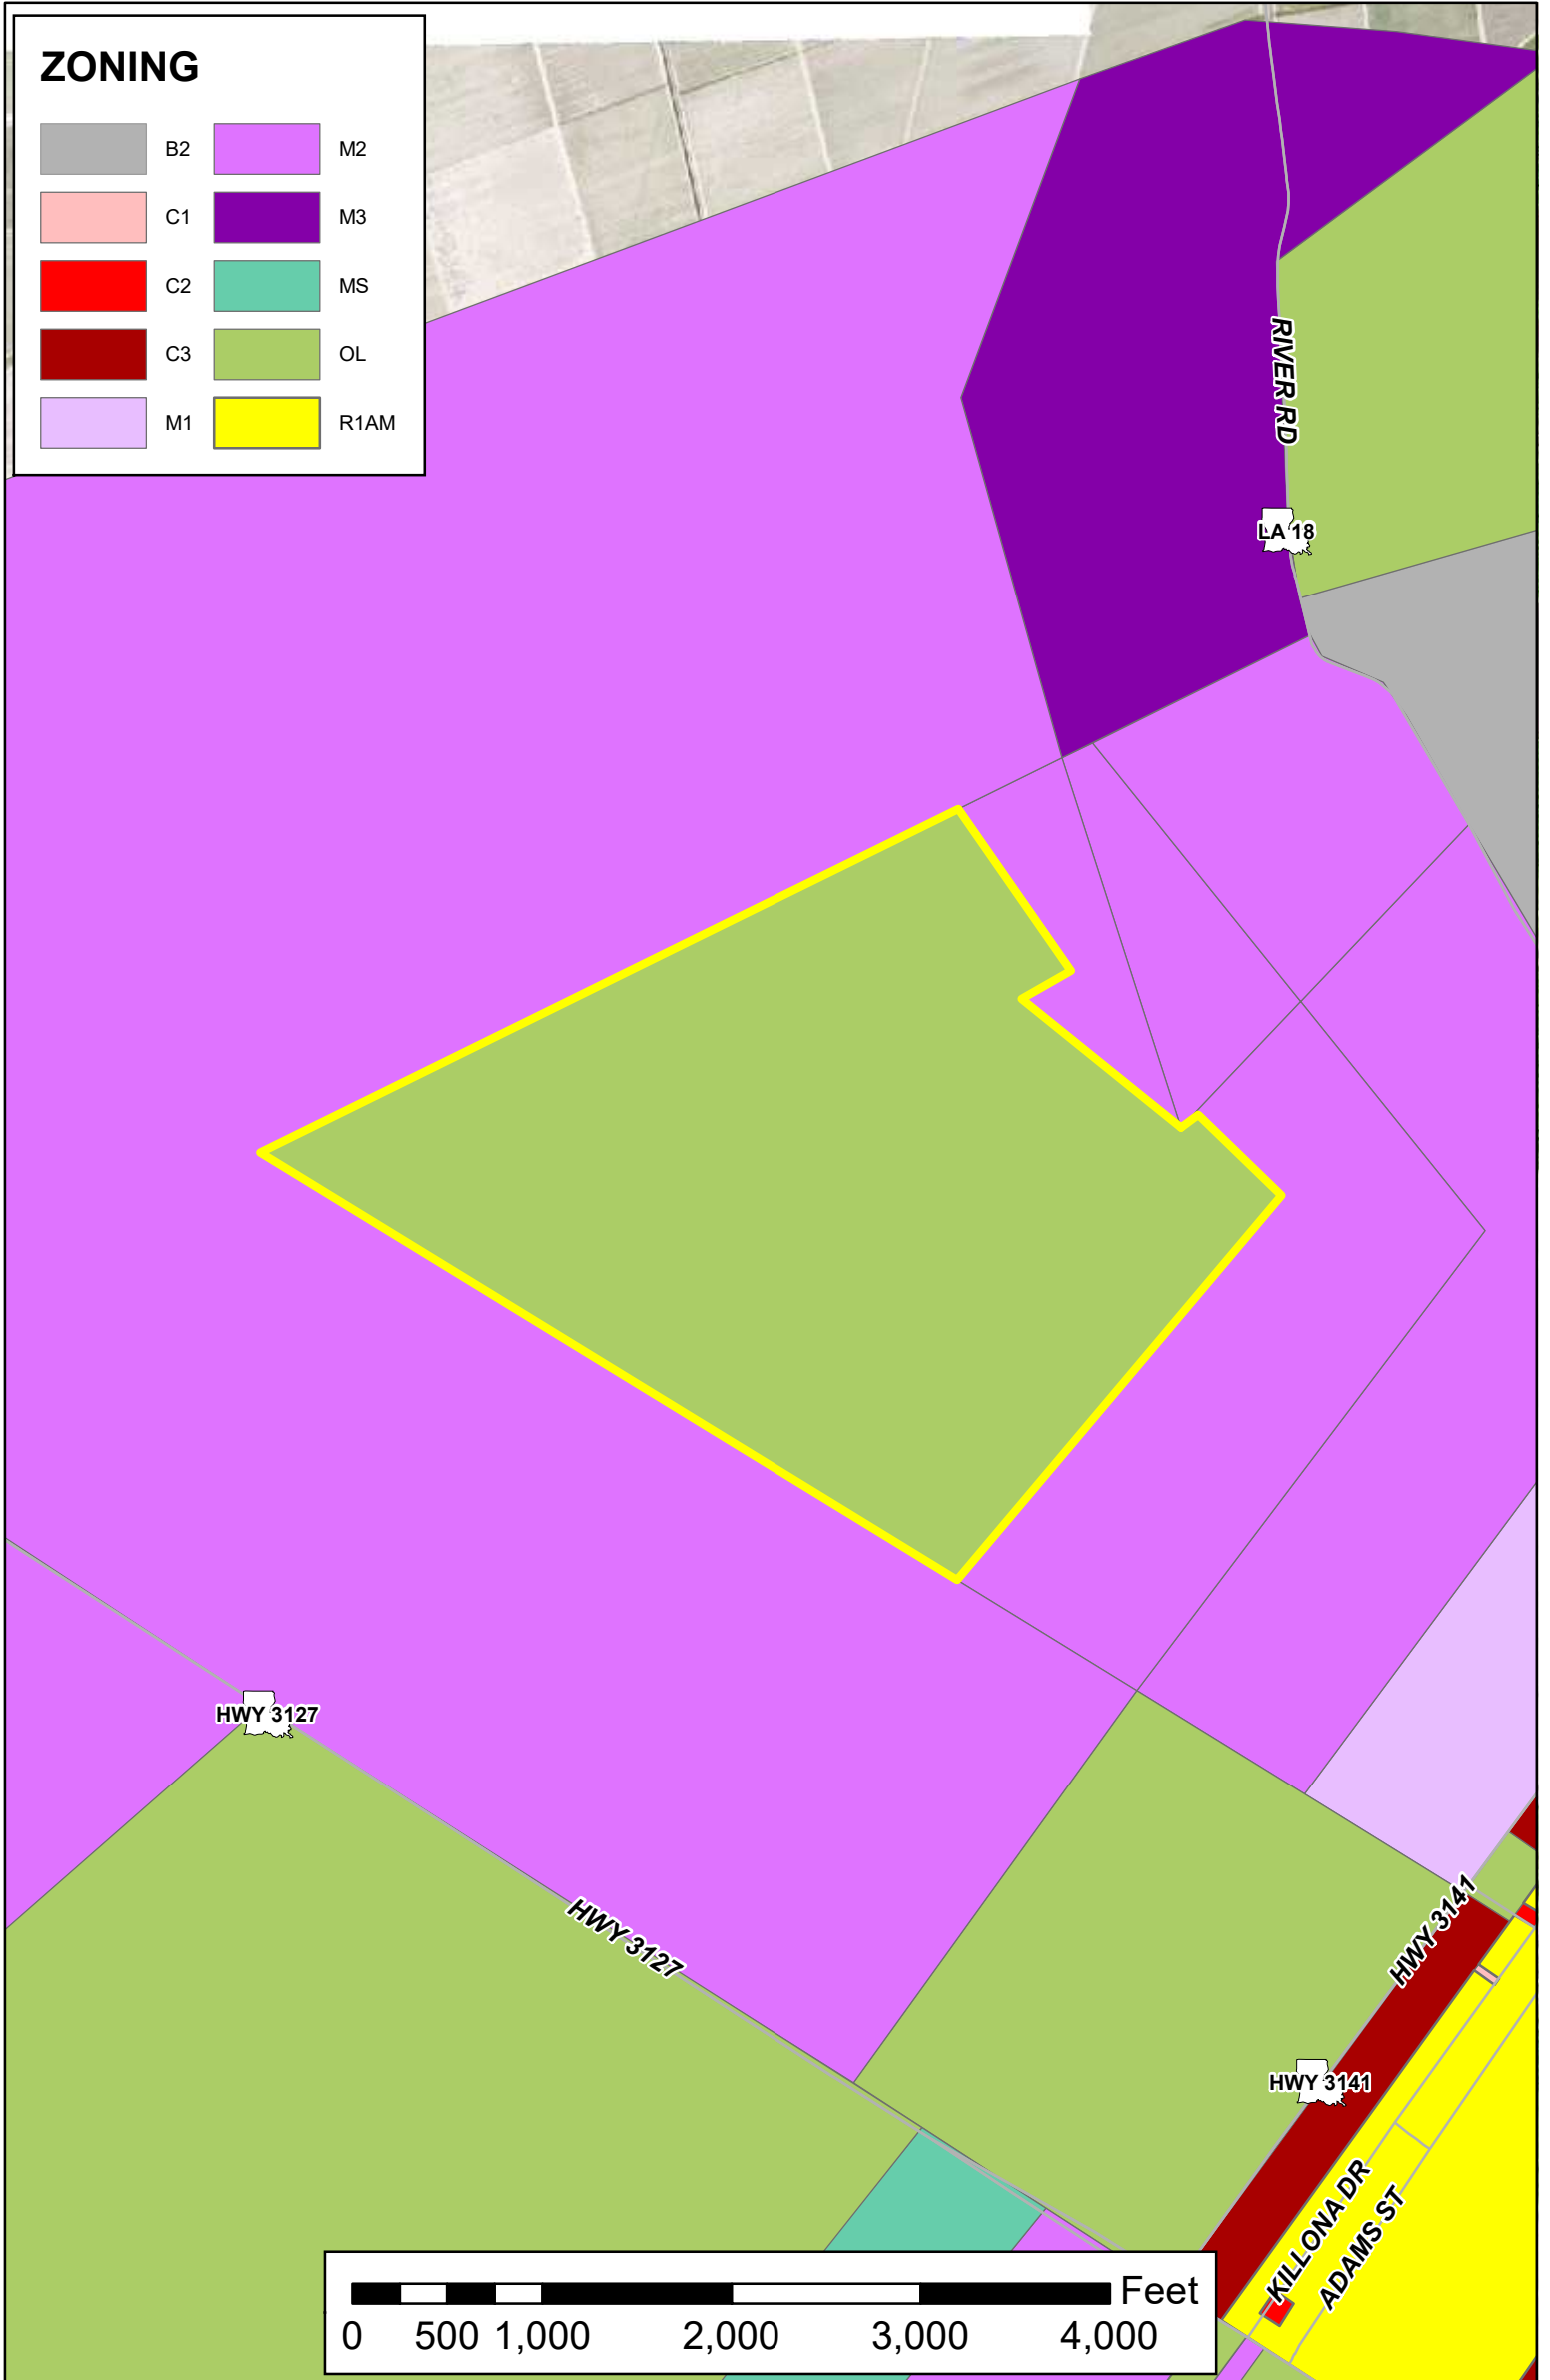 ZONING
B2 M2
C1 M3
C2 MS
C3 OL
M1 R1AM
RIVER RD
LA 18
HWY 3127
HWY 3127
HWY 3141
HWY 3141
KILLONA DR
ADAMS ST
Feet
0 500 1,000 2,000 3,000 4,000